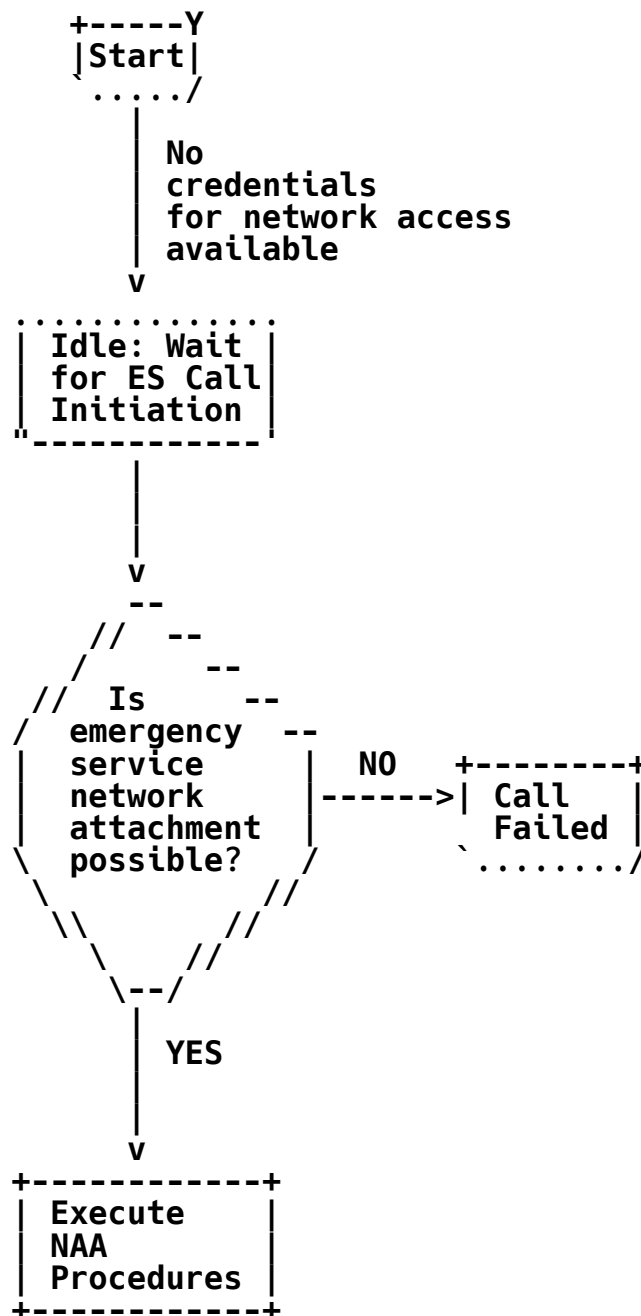 Start
No
credentials
for network access
available
Idle: Wait
for ES Call
Initiation
Is
emergency
service
network
attachment
possible?
NO
Call
Failed
YES
Execute
NAA
Procedures